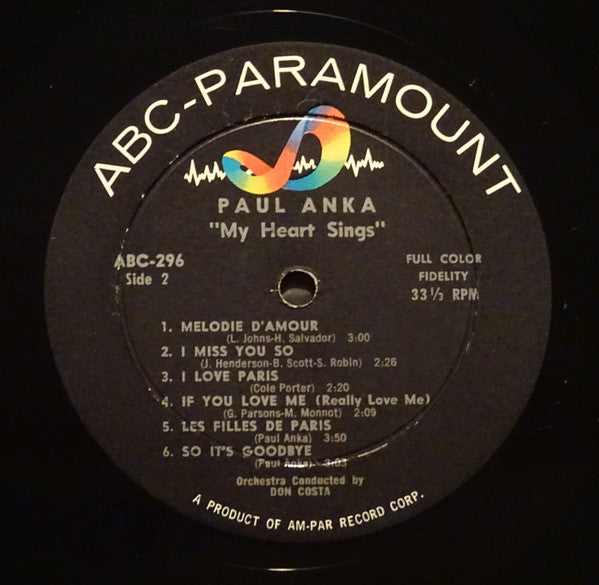 ABC-PARAMOUNT
PAUL ANKA
"My Heart Sings"
ABC-296
Side 2
FULL COLOR
FIDELITY
33 1/3 RPM
1. MELODIE D'AMOUR
(L. Johns-H. Salvador) 3:00
2. I MISS YOU SO
(J. Henderson-B. Scott-S. Robin) 2:26
3. I LOVE PARIS
(Cole Porter) 2:20
4. IF YOU LOVE ME (Really Love Me)
(G. Parsons-M. Monnot) 2:09
5. LES FILLES DE PARIS
(Paul Anka) 3:50
6. SO IT'S GOODBYE
(Paul Anka) 3:03
Orchestra Conducted by
DON COSTA
A PRODUCT OF AM-PAR RECORD CORP.